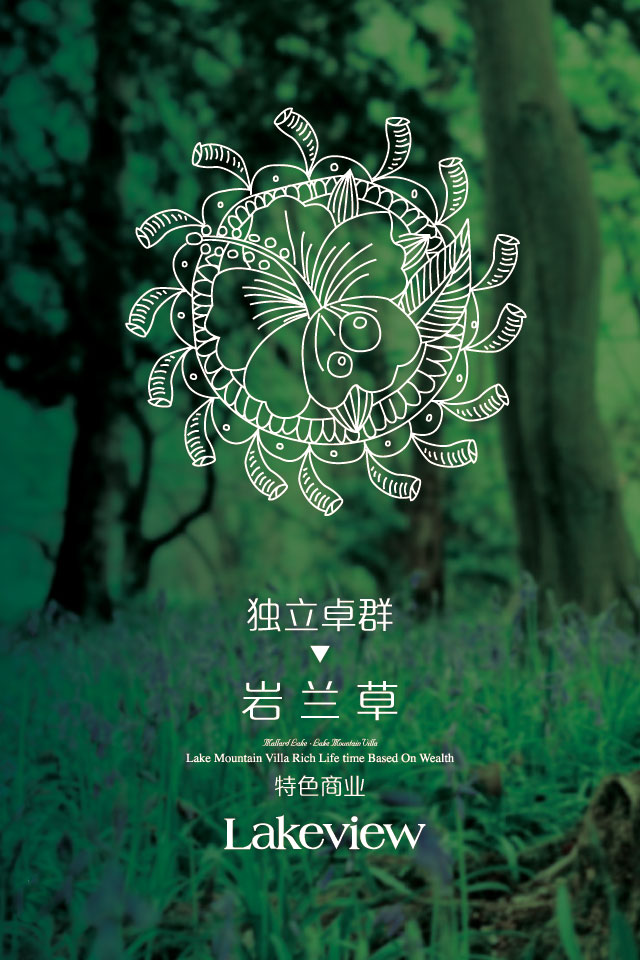 独立卓群
岩兰草
Mallard Lake · Lake Mountain Villa
Lake Mountain Villa Rich Life time Based On Wealth
特色商业
Lakeview